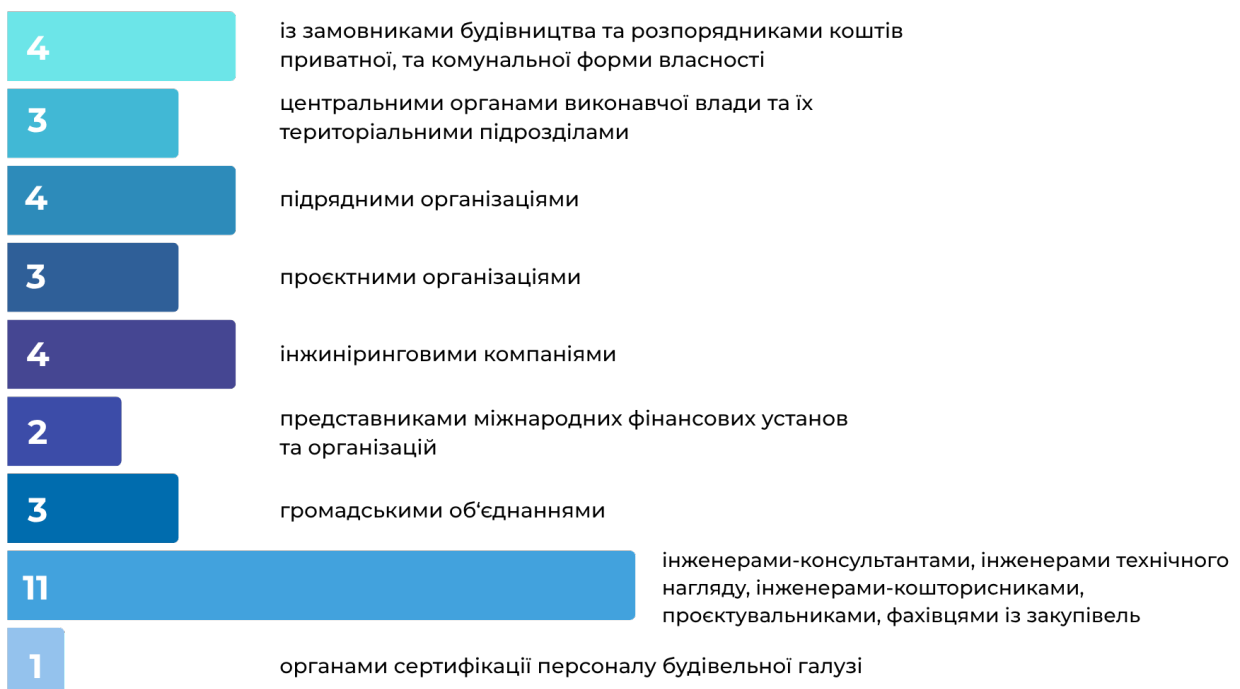 4
із замовниками будівництва та розпорядниками коштів
приватної, та комунальної форми власності
3
центральними органами виконавчої влади та їх
територіальними підрозділами
4
підрядними організаціями
3
проєктними організаціями
4
інжиніринговими компаніями
2
представниками міжнародних фінансових установ
та організацій
3
громадськими об‘єднаннями
11
інженерами-консультантами, інженерами технічного
нагляду, інженерами-кошторисниками,
проєктувальниками, фахівцями із закупівель
1
органами сертифікації персоналу будівельної галузі